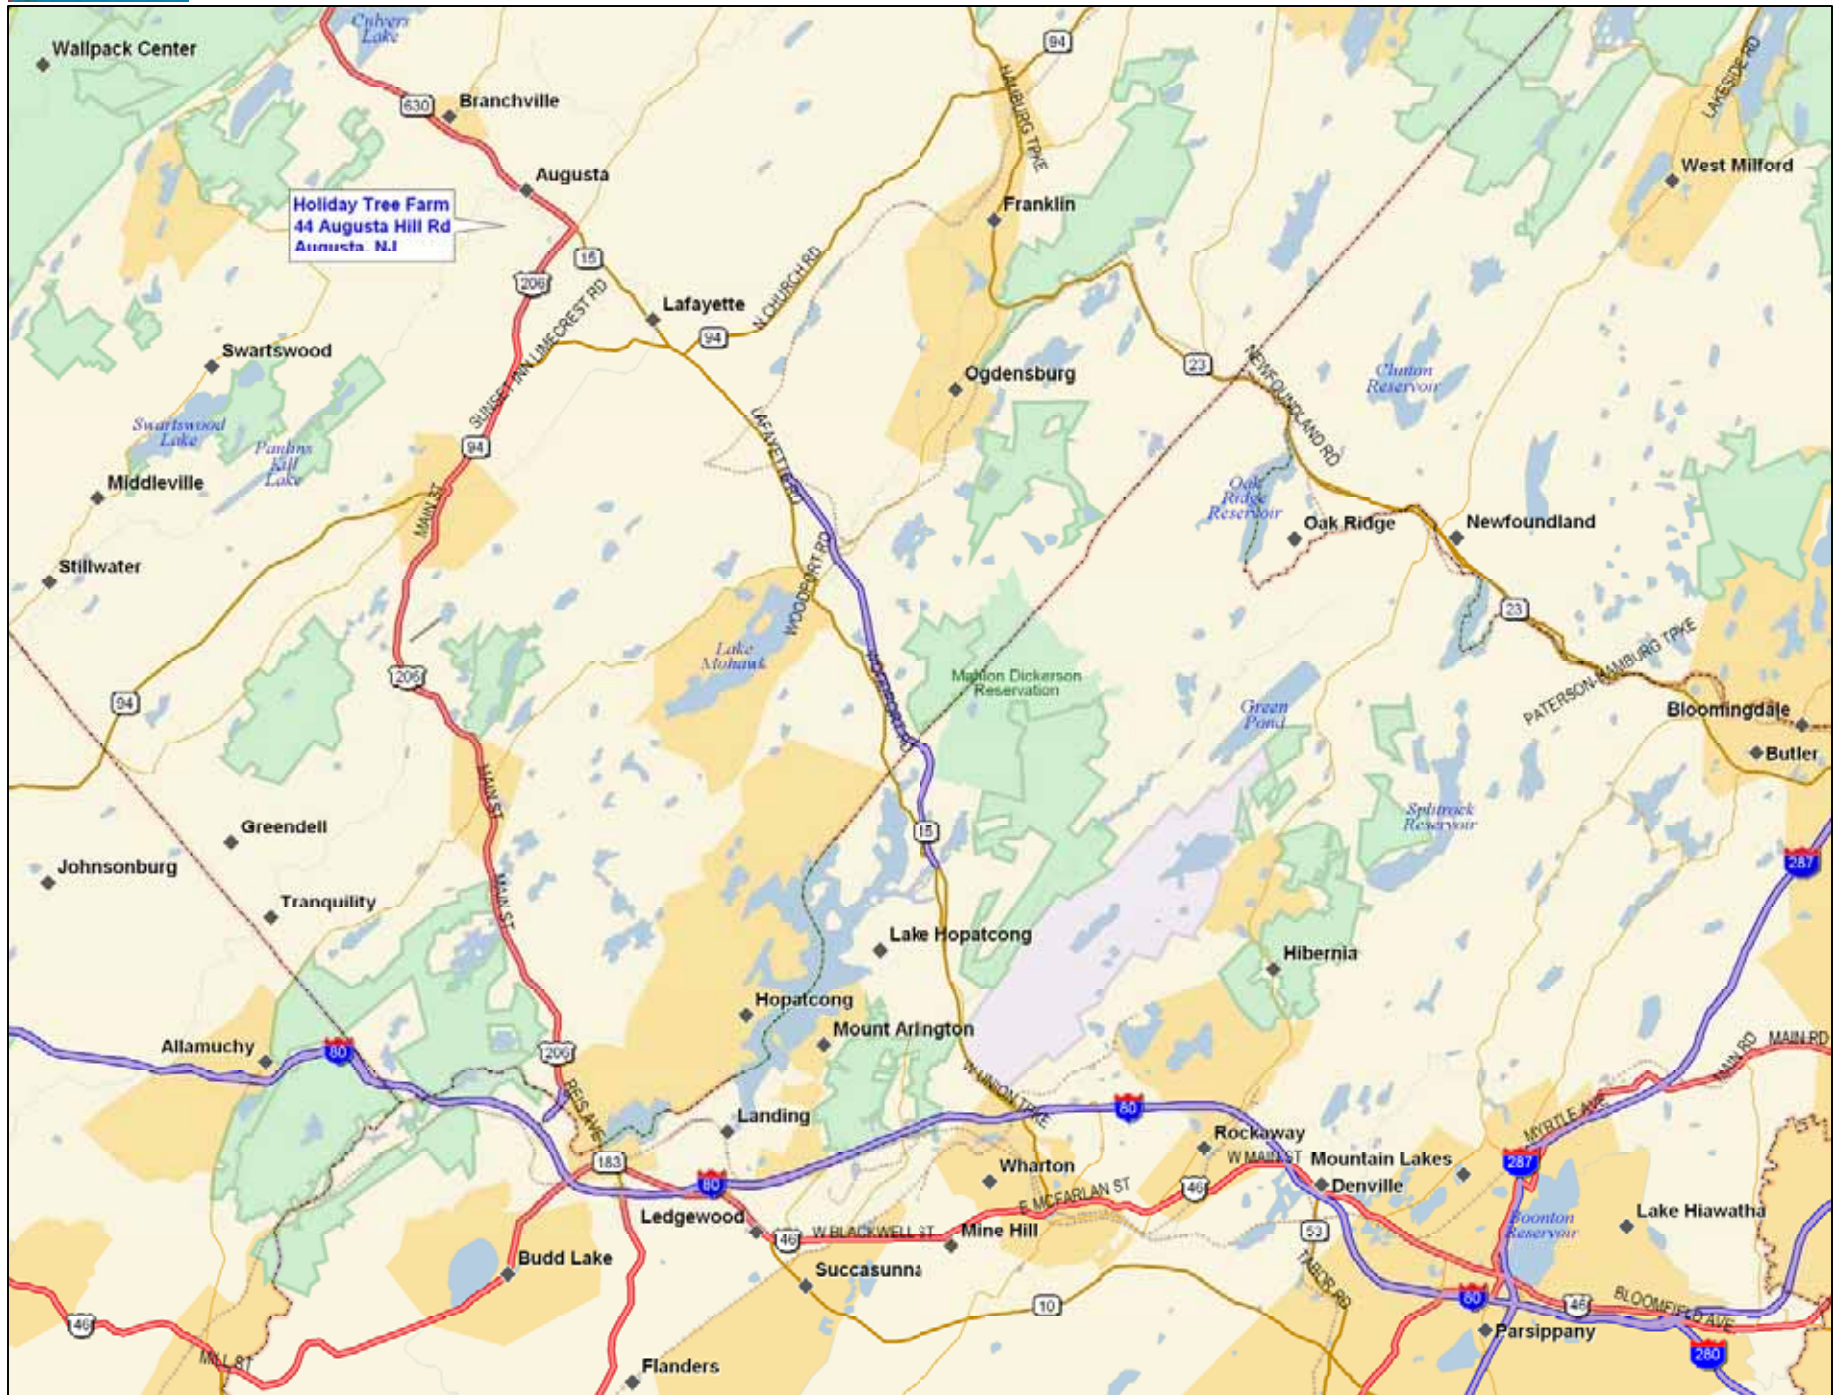 Culvers
Lake
Wallpack Center
94
HAMBURG TPKE
LAKESIDE RD
630
Branchville
West Milford
Augusta
Holiday Tree Farm
44 Augusta Hill Rd
Augusta, NJ
Franklin
15
206
N CHURCH RD
Lafayette
94
SUNSET INN LIMECREST RD
Swartswood
23
NEWFOUNDLAND RD
Clinton
Reservoir
Ogdensburg
Swartswood
Lake
Paulins
Kill
Lake
94
Middleville
MAIN ST
Oak
Ridge
Reservoir
Oak Ridge
Newfoundland
Stillwater
WOODPORT RD
23
PATERSON-HAMBURG TPKE
Lake
Mohawk
206
Mahlon Dickerson
Reservation
94
Green
Pond
Bloomingdale
Butler
MAIN ST
Greendell
15
Splitrock
Reservoir
287
Johnsonburg
Tranquility
MAIN ST
Lake Hopatcong
Hibernia
Hopatcong
Mount Arlington
Allamuchy
80
206
MAIN RD
MAIN RD
W UNION TPKE
REIS AVE
Landing
80
MYRTLE AVE
Rockaway
W MAIN ST
Mountain Lakes
287
183
Wharton
Denville
80
E MCFARLAN ST
46
Ledgewood
46
W BLACKWELL ST
Mine Hill
53
Boonton
Reservoir
Lake Hiawatha
Budd Lake
Succasunna
TABOR RD
10
80
46
BLOOMFIELD AVE
46
Parsippany
MILL ST
Flanders
280